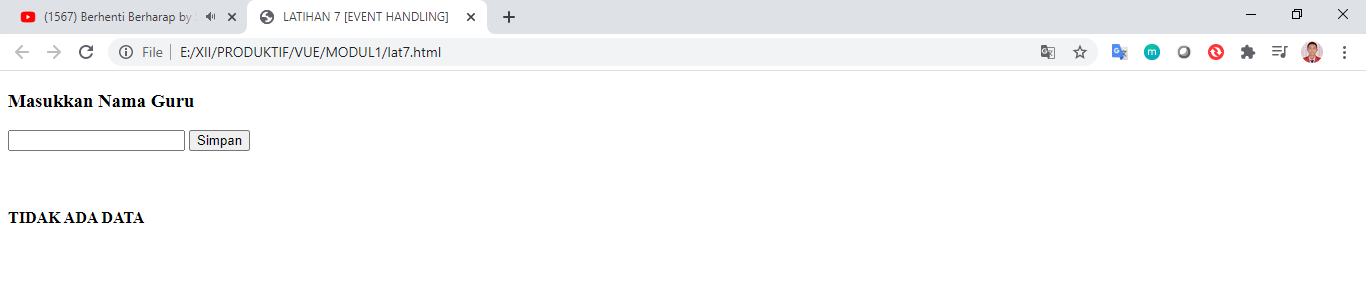 (1567) Berhenti Berharap by
LATIHAN 7 [EVENT HANDLING]
File E:/XII/PRODUKTIF/VUE/MODUL1/lat7.html
Masukkan Nama Guru
Simpan
TIDAK ADA DATA